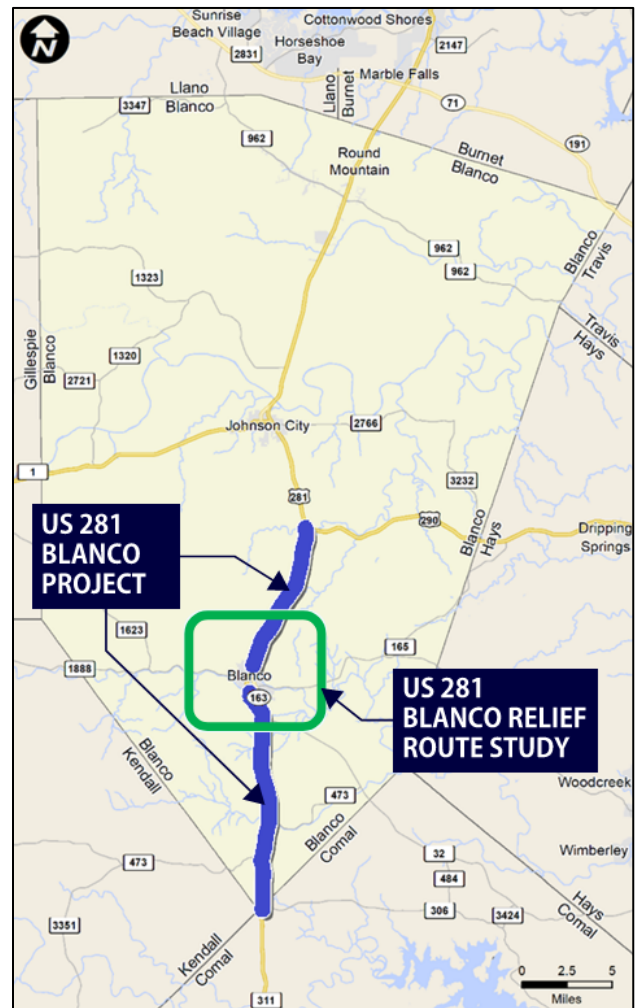 N
Sunrise
Beach Village
Cottonwood Shores
Horseshoe
Bay
2831
2147
Marble Falls
Llano
Blanco
3347
Llano
Burnet
71
962
191
Burnet
Blanco
Round
Mountain
962
962
Blanco
Travis
1323
Travis
Hays
Gillespie
Blanco
1320
2721
Johnson City
2766
1
3232
281
290
Blanco
Hays
Dripping
Springs
US 281
BLANCO
PROJECT
1623
165
1888
Blanco
163
US 281
BLANCO RELIEF
ROUTE STUDY
Blanco
Kendall
473
Blanco
Comal
Woodcreek
Wimberley
473
32
484
306
3424
Hays
Comal
3351
Kendall
Comal
311
0 2.5 5
Miles